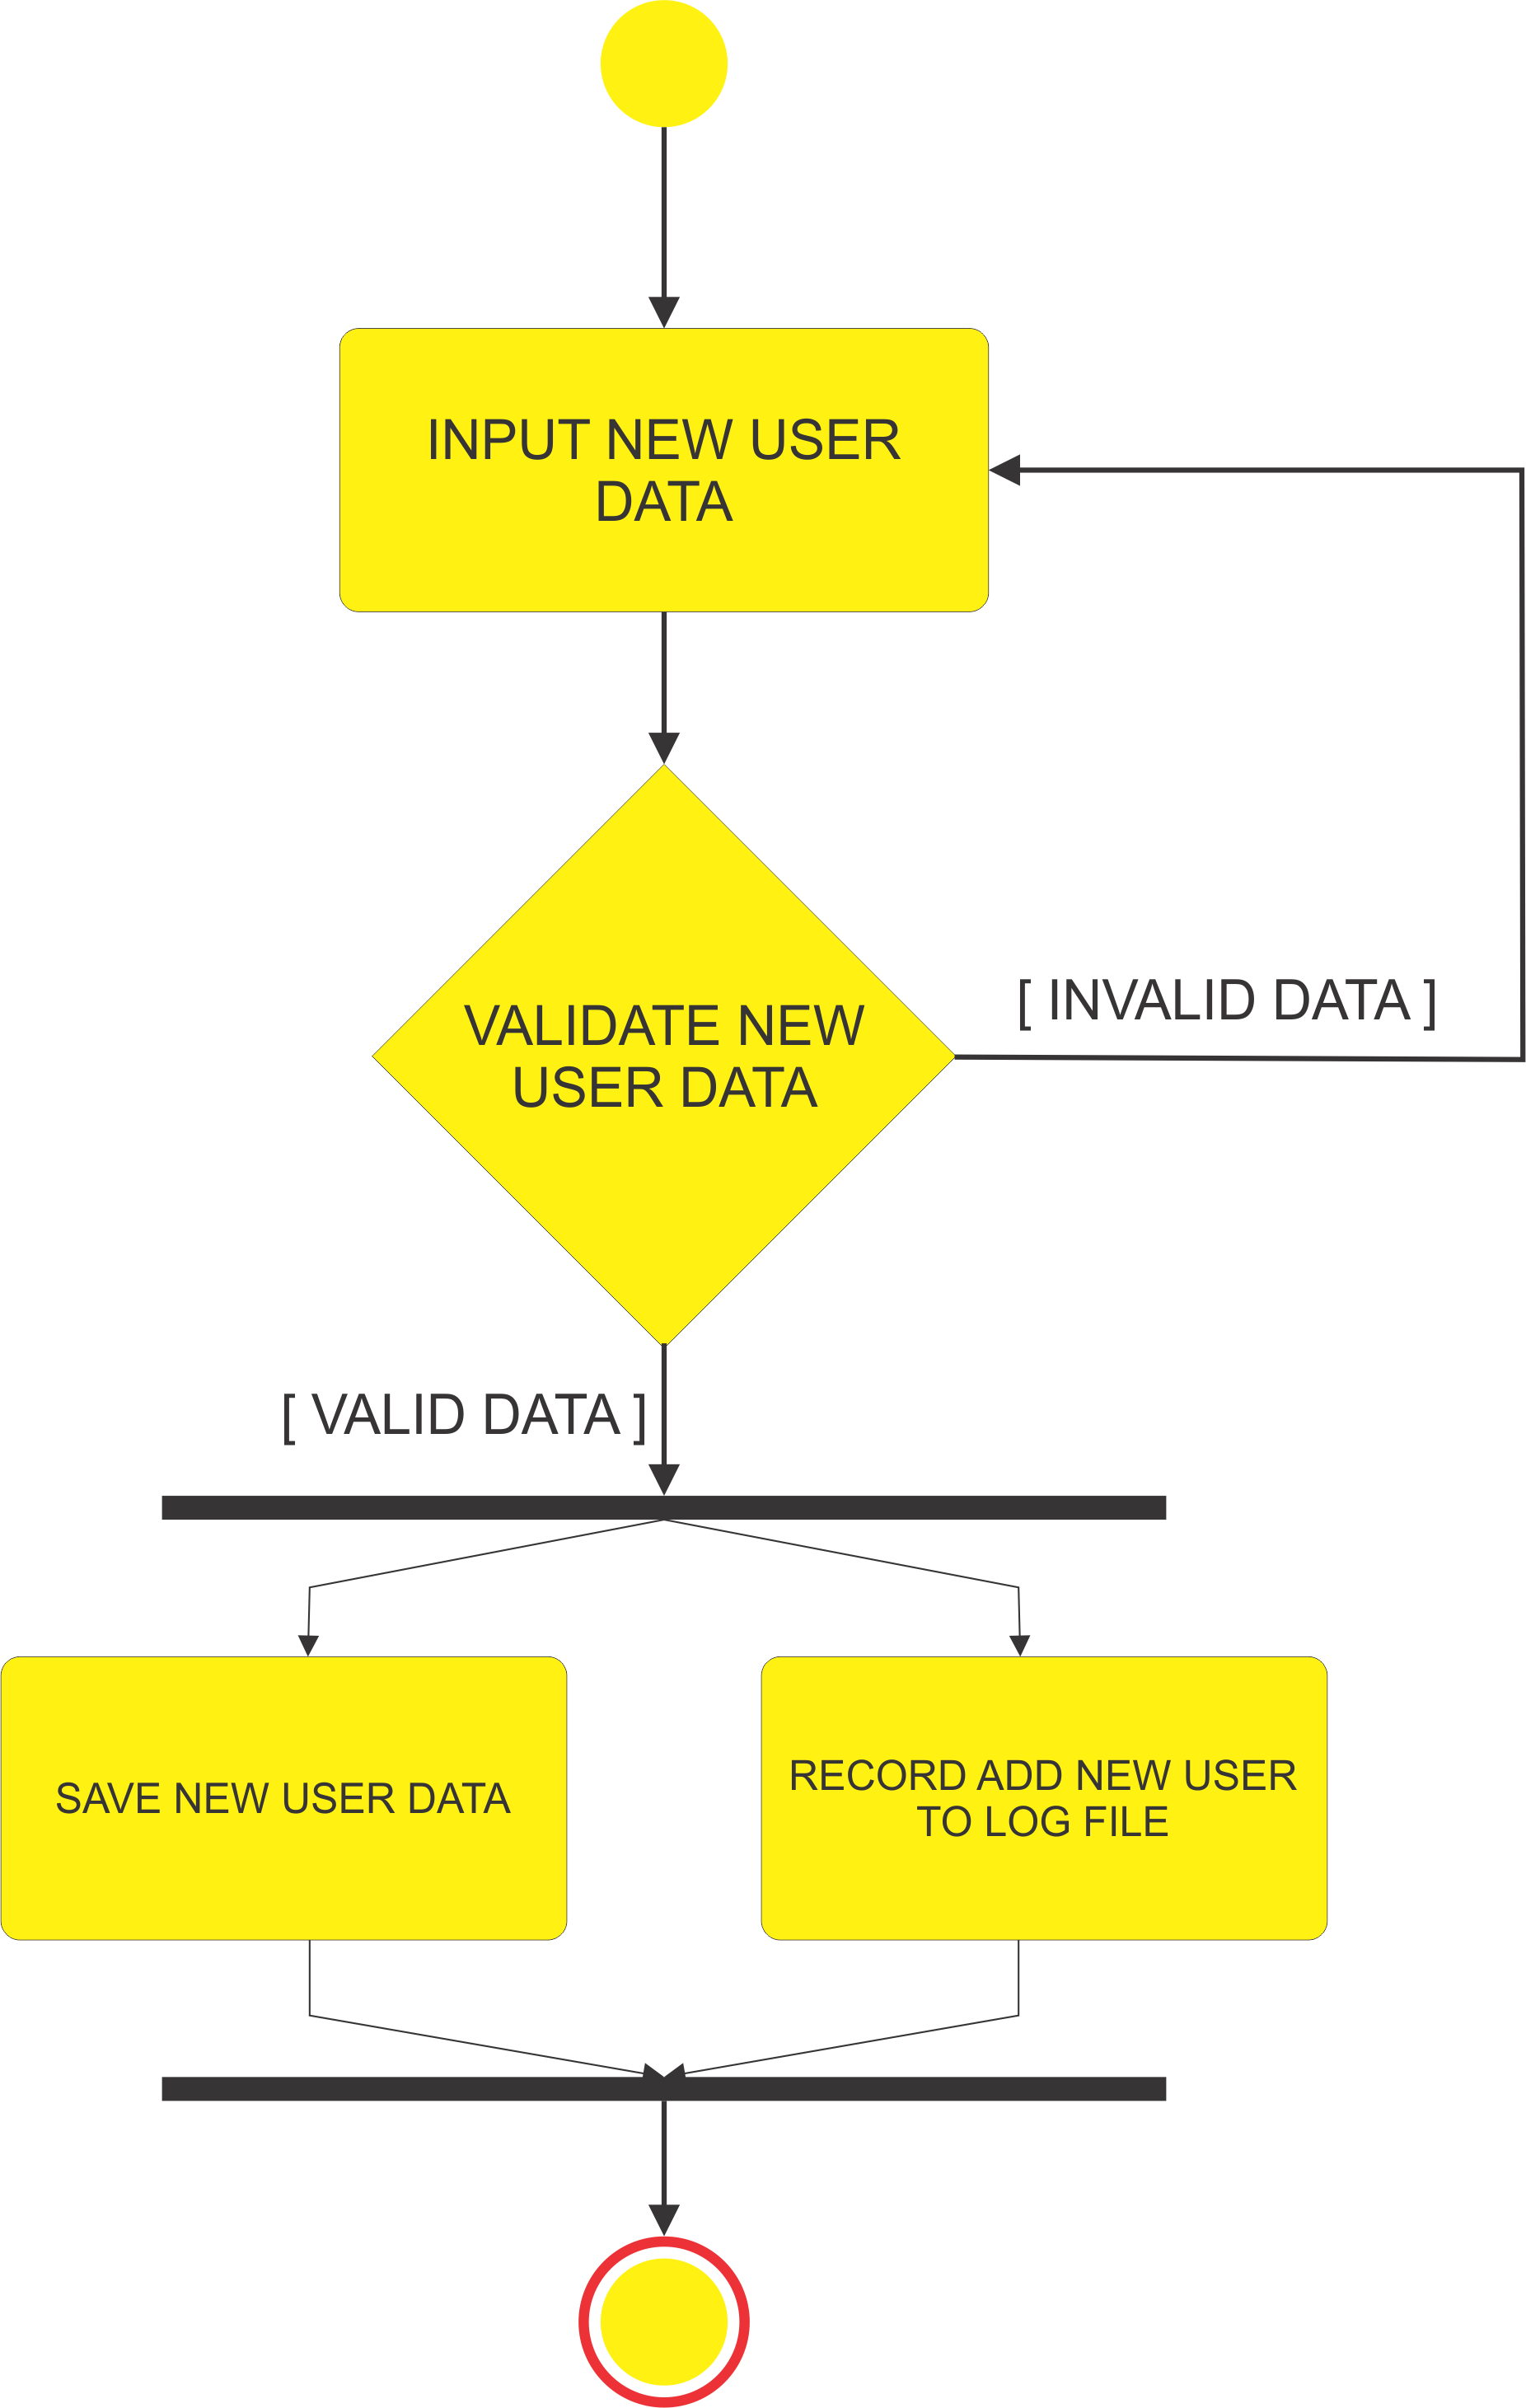 INPUT NEW USER
DATA
VALIDATE NEW
USER DATA
[ INVALID DATA ]
[ VALID DATA ]
SAVE NEW USER DATA
RECORD ADD NEW USER
TO LOG FILE